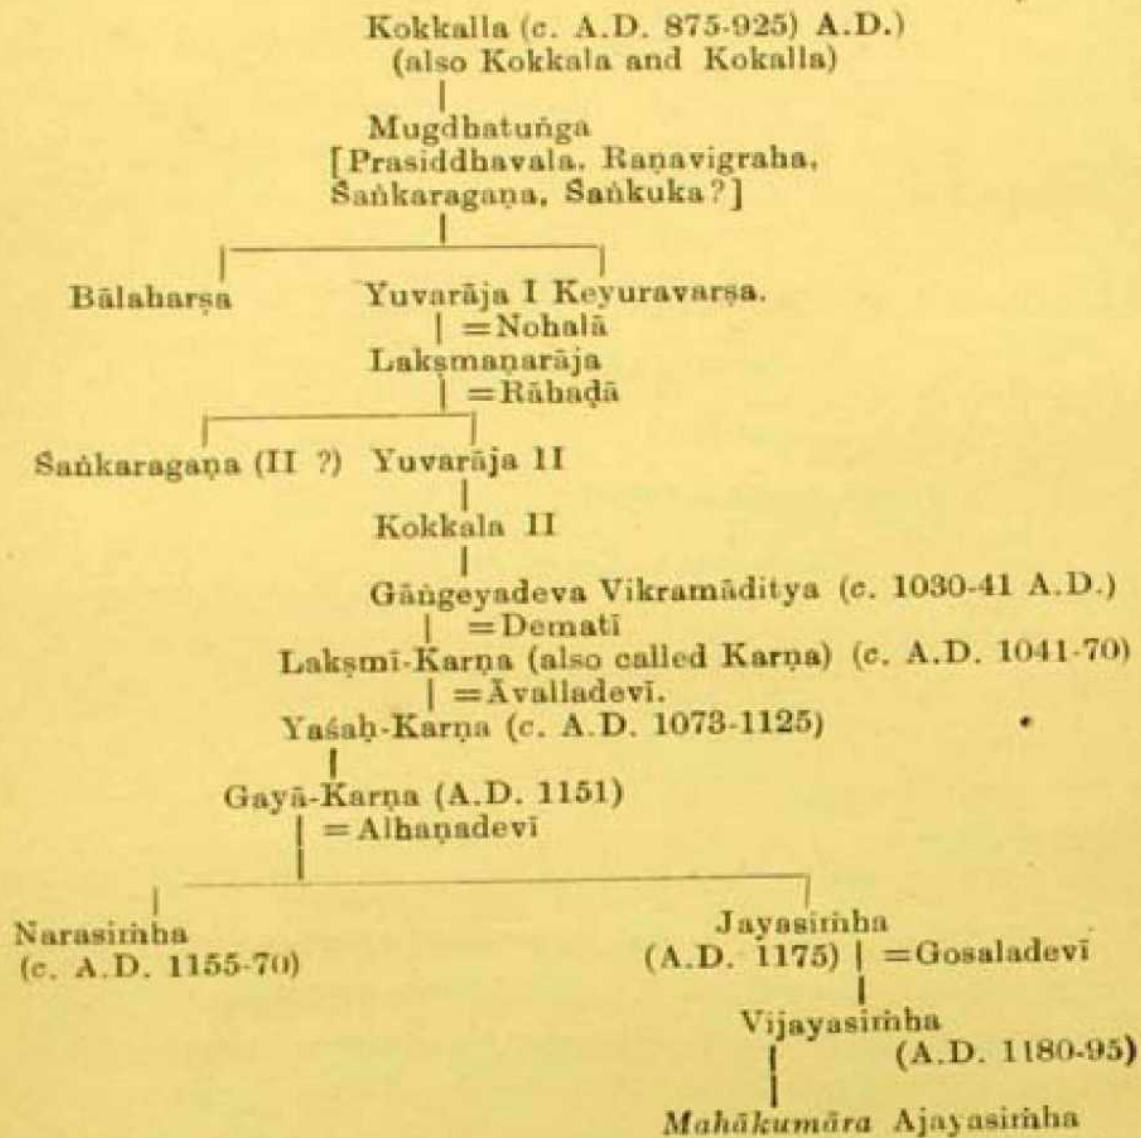 Kokkalla (c. A.D. 875-925) A.D.)
(also Kokkala and Kokalla)
Mugdhatuṅga
[Prasiddhavala, Raṇavigraha,
Śaṅkaragaṇa, Śaṅkuka?]
Bālaharṣa Yuvarāja I Keyuravarṣa.
=Nohalā
Lakṣmaṇarāja
=Rāhaḍā
Śaṅkaragaṇa (II ?) Yuvarāja II
Kokkala II
Gāṅgeyadeva Vikramāditya (c. 1030-41 A.D.)
=Dematī
Lakṣmī-Karṇa (also called Karṇa) (c. A.D. 1041-70)
=Āvalladevī.
Yaśaḥ-Karṇa (c. A.D. 1073-1125)
Gayā-Karṇa (A.D. 1151)
=Alhaṇadevī
Narasiṁha Jayasiṁha
(c. A.D. 1155-70) (A.D. 1175) =Gosaladevī
Vijayasiṁha
(A.D. 1180-95)
Mahākumāra Ajayasiṁha